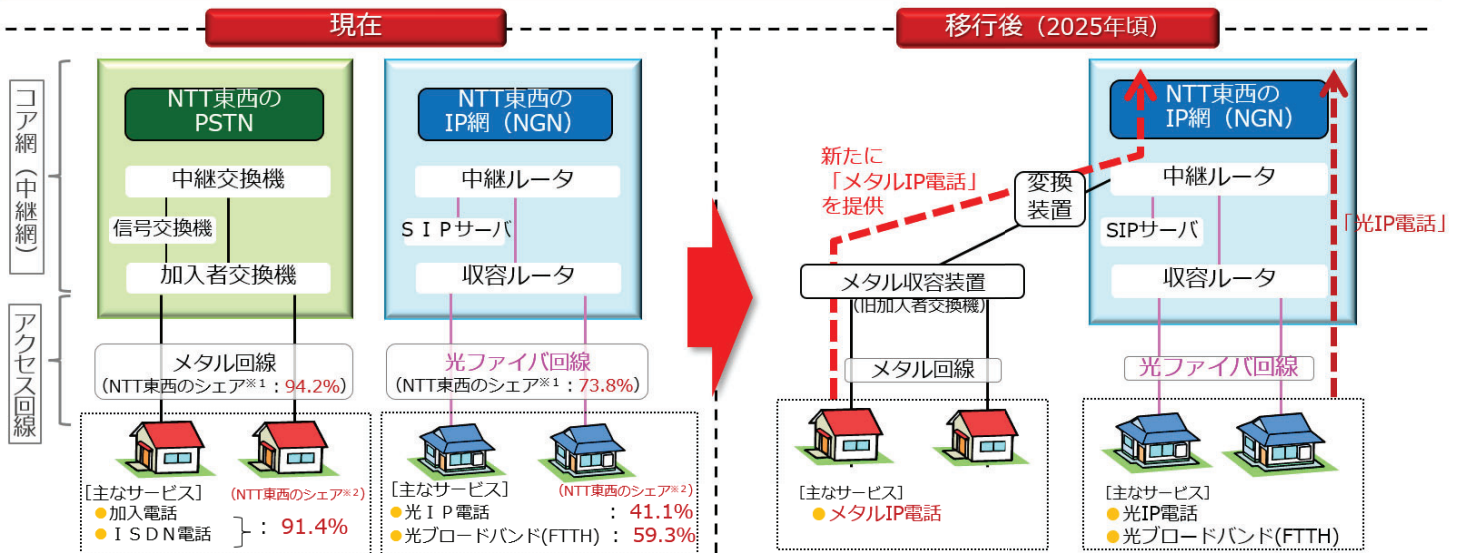 現在
コア網(中継網)
アクセス回線
NTT東西の
PSTN
中継交換機
信号交換機
加入者交換機
メタル回線
(NTT東西のシェア※1:94.2%)
[主なサービス]
(NTT東西のシェア※2)
●加入電話
●ISDN電話
:91.4%
NTT東西の
IP網(NGN)
中継ルータ
SIPサーバ
収容ルータ
光ファイバ回線
(NTT東西のシェア※1:73.8%)
[主なサービス]
(NTT東西のシェア※2)
●光IP電話 :41.1%
●光ブロードバンド(FTTH):59.3%
移行後(2025年頃)
新たに
「メタルIP電話」
を提供
変換
装置
メタル収容装置
(旧加入者交換機)
メタル回線
[主なサービス]
●メタルIP電話
NTT東西の
IP網(NGN)
中継ルータ
SIPサーバ
収容ルータ
「光IP電話」
光ファイバ回線
[主なサービス]
●光IP電話
●光ブロードバンド(FTTH)